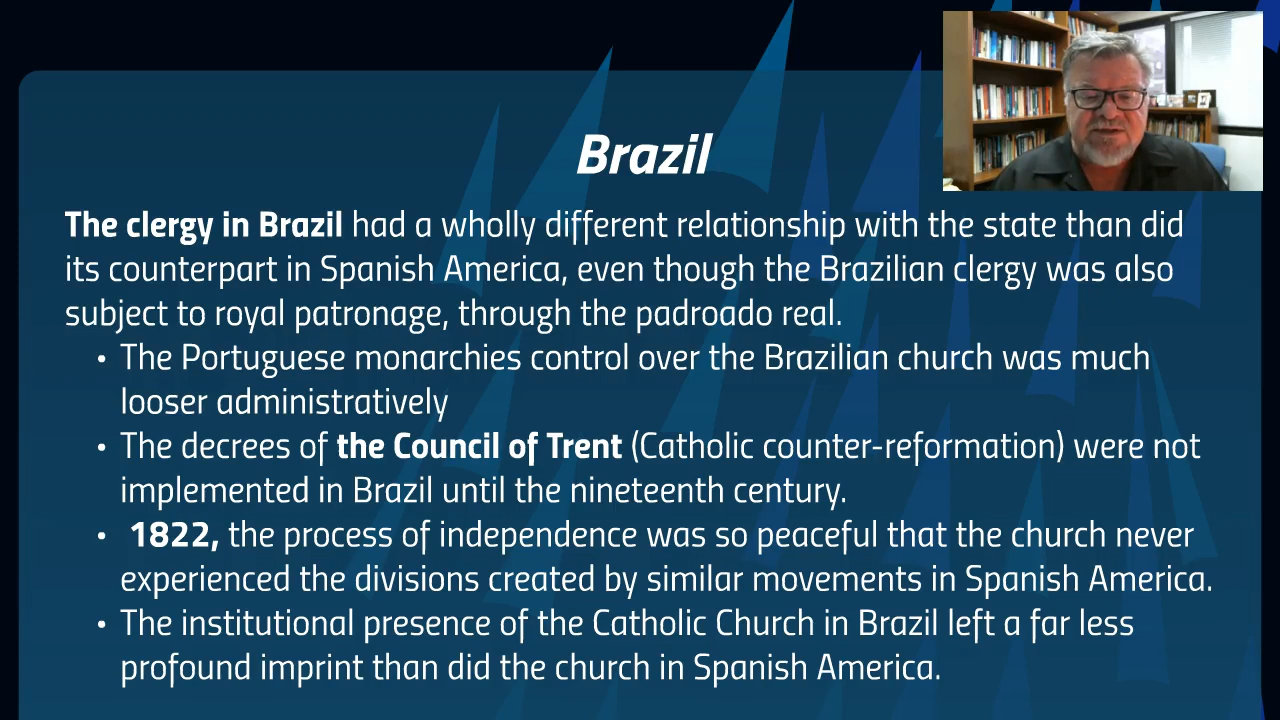 Brazil
The clergy in Brazil had a wholly different relationship with the state than did
its counterpart in Spanish America, even though the Brazilian clergy was also
subject to royal patronage, through the padroado real.
• The Portuguese monarchies control over the Brazilian church was much
looser administratively
• The decrees of the Council of Trent (Catholic counter-reformation) were not
implemented in Brazil until the nineteenth century.
• 1822, the process of independence was so peaceful that the church never
experienced the divisions created by similar movements in Spanish America.
• The institutional presence of the Catholic Church in Brazil left a far less
profound imprint than did the church in Spanish America.